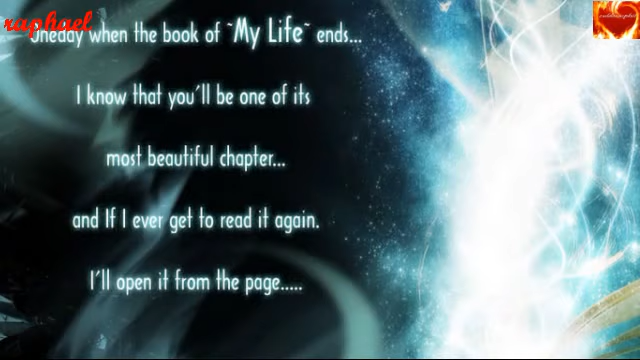 raphael
Oneday when the book of ~My Life~ ends...
I know that you'll be one of its
most beautiful chapter...
and If I ever get to read it again.
I'll open it from the page.....